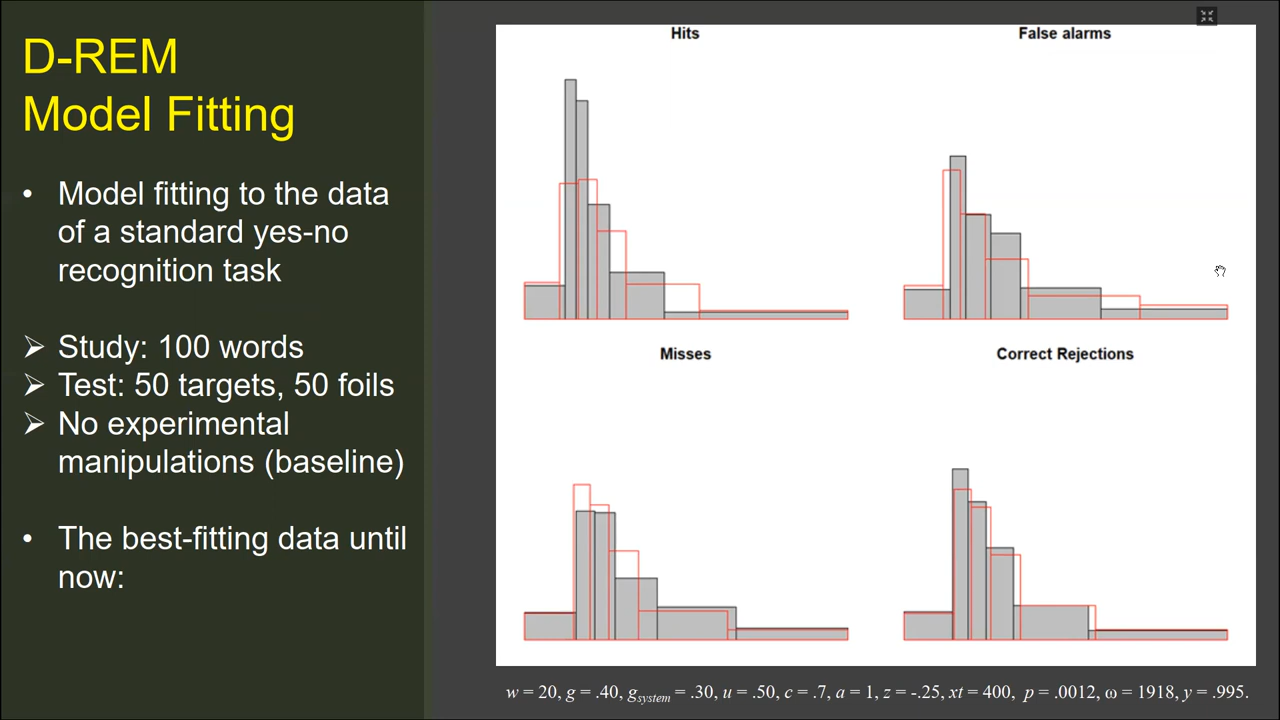 D-REM
Model Fitting
• Model fitting to the data
of a standard yes-no
recognition task
➢ Study: 100 words
➢ Test: 50 targets, 50 foils
➢ No experimental
manipulations (baseline)
• The best-fitting data until
now:
Hits
False alarms
Misses
Correct Rejections
w = 20, g = .40, gsystem = .30, u = .50, c = .7, a = 1, z = -.25, xt = 400, p = .0012, ω = 1918, y = .995.